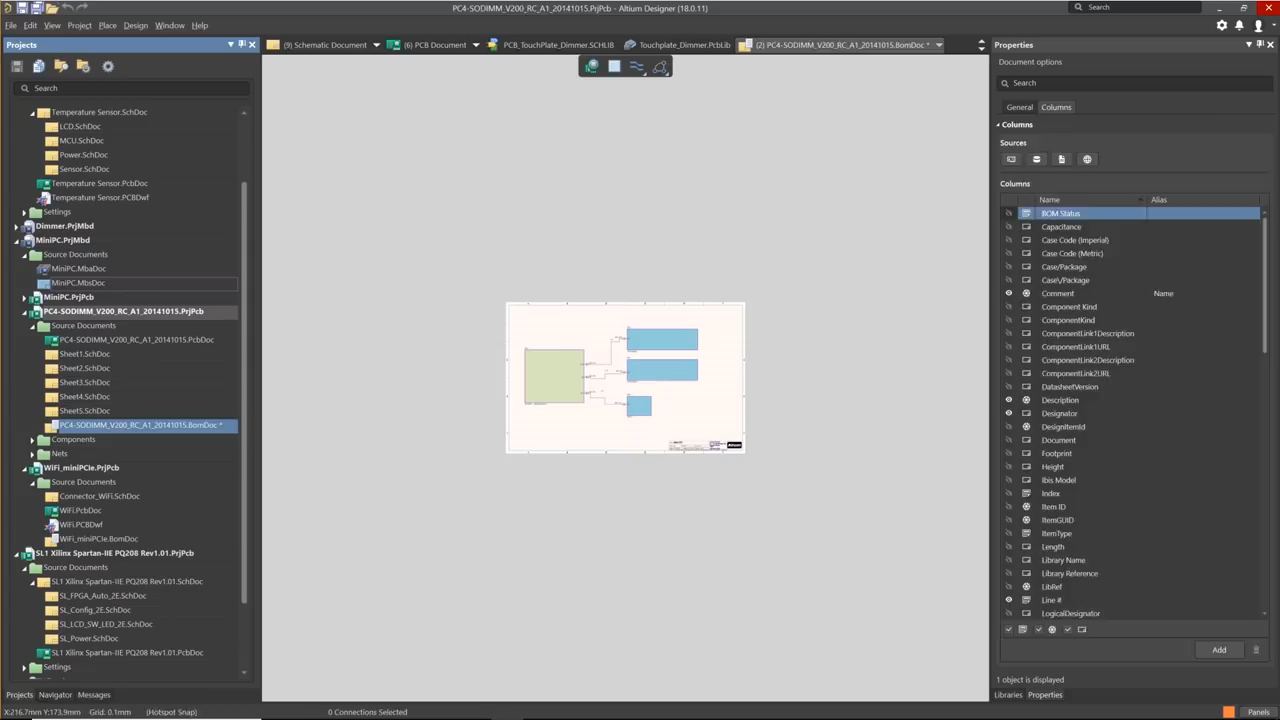 PC4-SODIMM_V200_RC_A1_20141015.PrjPcb - Altium Designer (18.0.11)
Search
File Edit View Project Place Design Window Help
Projects
(9) Schematic Document
(6) PCB Document
PCB_TouchPlate_Dimmer.SCHLIB
Touchplate_Dimmer.PcbLib
(2) PC4-SODIMM_V200_RC_A1_20141015.BomDoc *
Properties
Document options
Search
Search
General Columns
Temperature Sensor.SchDoc
LCD.SchDoc
MCU.SchDoc
Power.SchDoc
Sensor.SchDoc
Temperature Sensor.PcbDoc
Temperature Sensor.PCBDwf
Settings
Dimmer.PrjMbd
MiniPC.PrjMbd
Source Documents
MiniPC.MbaDoc
MiniPC.MbsDoc
MiniPC.PrjPcb
PC4-SODIMM_V200_RC_A1_20141015.PrjPcb
Source Documents
PC4-SODIMM_V200_RC_A1_20141015.PcbDoc
Sheet1.SchDoc
Sheet2.SchDoc
Sheet3.SchDoc
Sheet4.SchDoc
Sheet5.SchDoc
PC4-SODIMM_V200_RC_A1_20141015.BomDoc *
Components
Nets
WiFi_miniPCIe.PrjPcb
Source Documents
Connector_WiFi.SchDoc
WiFi.PcbDoc
WiFi.PCBDwf
WiFi_miniPCIe.BomDoc
SL1 Xilinx Spartan-IIE PQ208 Rev1.01.PrjPcb
Source Documents
SL1 Xilinx Spartan-IIE PQ208 Rev1.01.SchDoc
SL_FPGA_Auto_2E.SchDoc
SL_Config_2E.SchDoc
SL_LCD_SW_LED_2E.SchDoc
SL_Power.SchDoc
SL1 Xilinx Spartan-IIE PQ208 Rev1.01.PcbDoc
Settings
Altium
Columns
Sources
Columns
Name Alias
BOM Status
Capacitance
Case Code (Imperial)
Case Code (Metric)
Case/Package
Case\/Package
Comment Name
Component Kind
ComponentKind
ComponentLink1Description
ComponentLink1URL
ComponentLink2Description
ComponentLink2URL
DatasheetVersion
Description
Designator
DesignItemId
Document
Footprint
Height
Ibis Model
Index
Item ID
ItemGUID
ItemType
Length
Library Name
Library Reference
LibRef
Line #
LogicalDesignator
Add
1 object is displayed
Projects Navigator Messages
Libraries Properties
X:216.7mm Y:173.9mm Grid: 0.1mm (Hotspot Snap)
0 Connections Selected
Panels